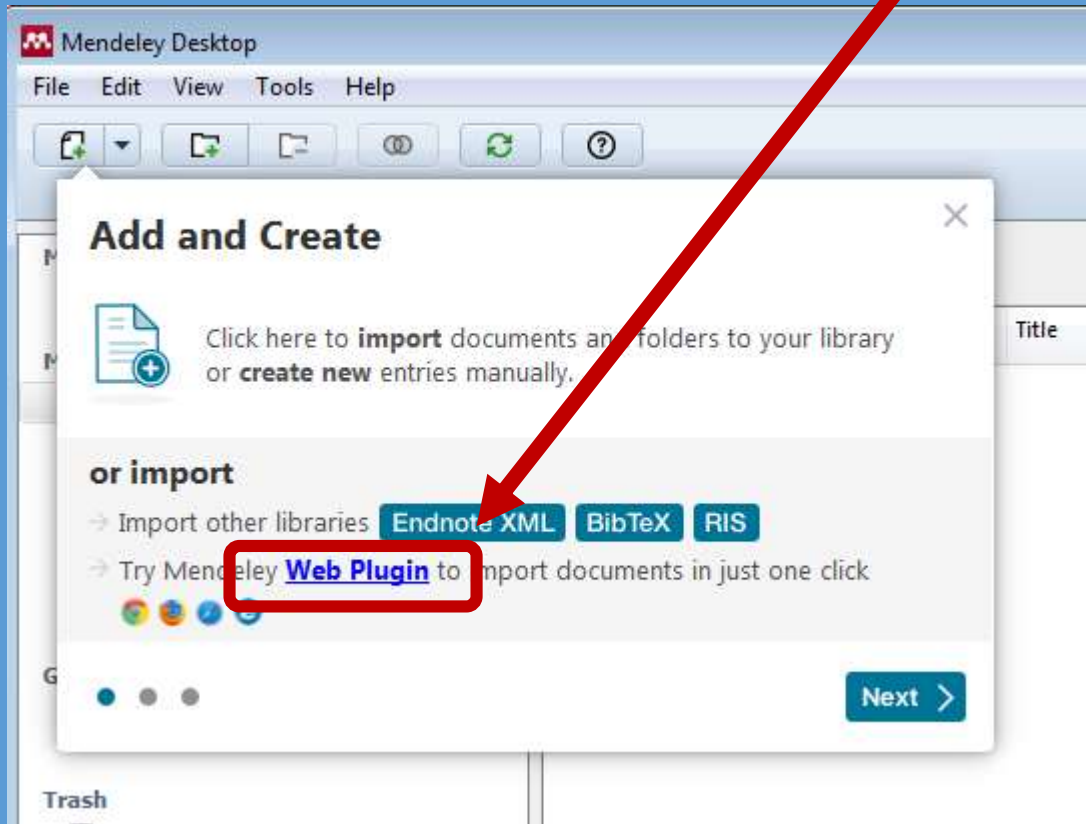 Mendeley Desktop
File Edit View Tools Help
Add and Create
Click here to import documents and folders to your library
or create new entries manually.
Title
or import
Import other libraries Endnote XML BibTeX RIS
Try Mendeley Web Plugin to import documents in just one click
Next
Trash